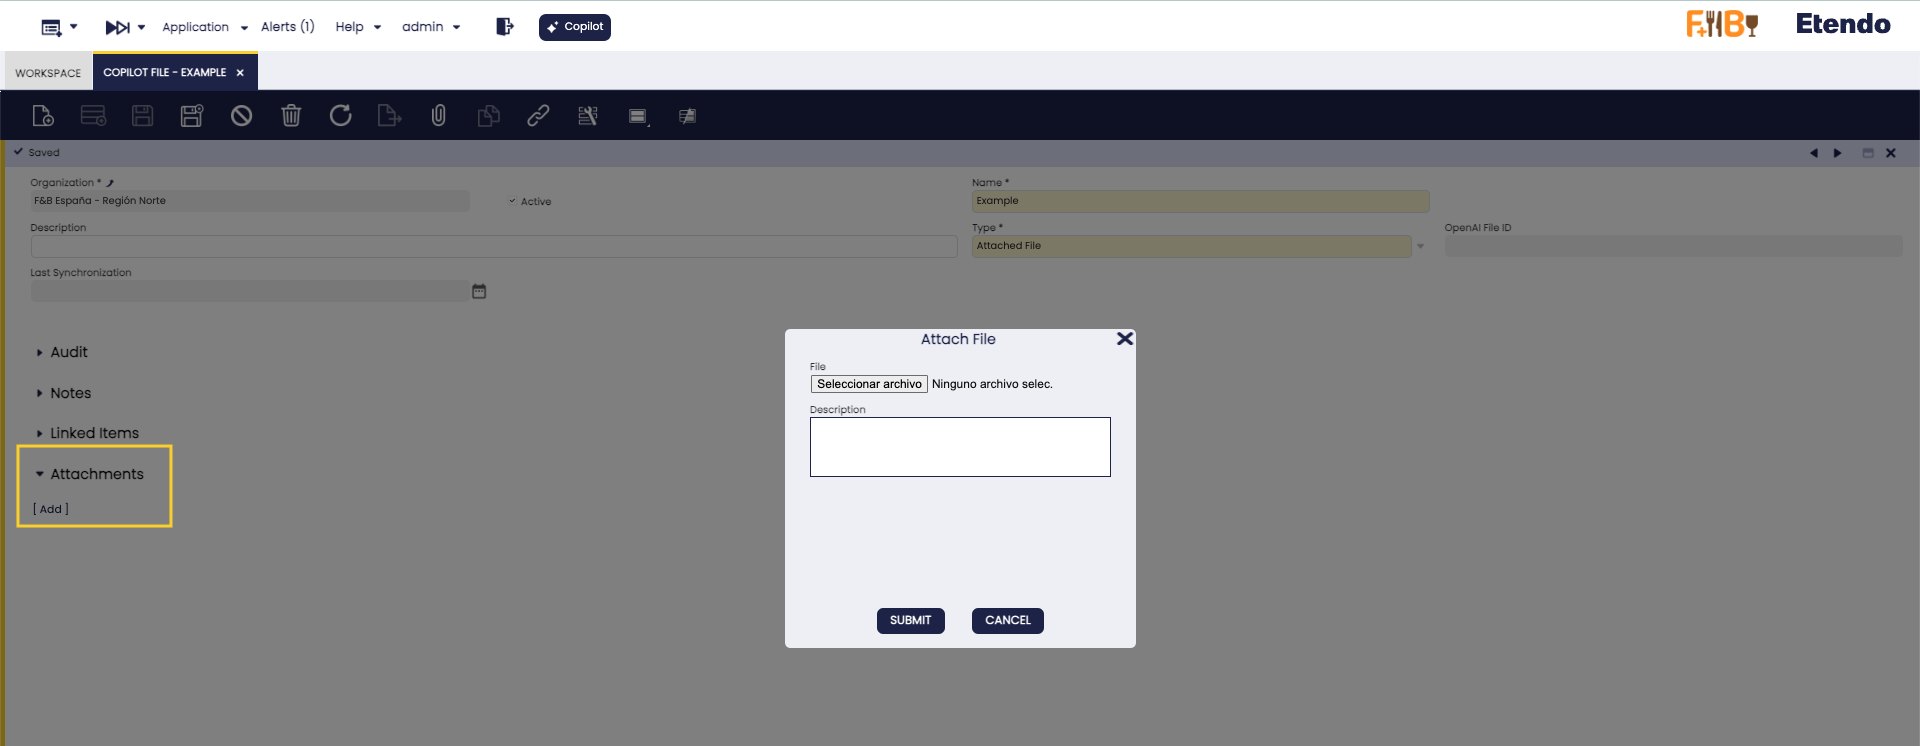 Application Alerts (1) Help admin Copilot F&B Etendo
WORKSPACE COPILOT FILE - EXAMPLE
Saved
Organization * Name *
F&B España - Región Norte Active Example
Description Type * OpenAI File ID
Attached File
Last Synchronization
Audit
Notes
Linked Items
Attachments
[ Add ]
Attach File
File
Seleccionar archivo Ninguno archivo selec.
Description
SUBMIT CANCEL